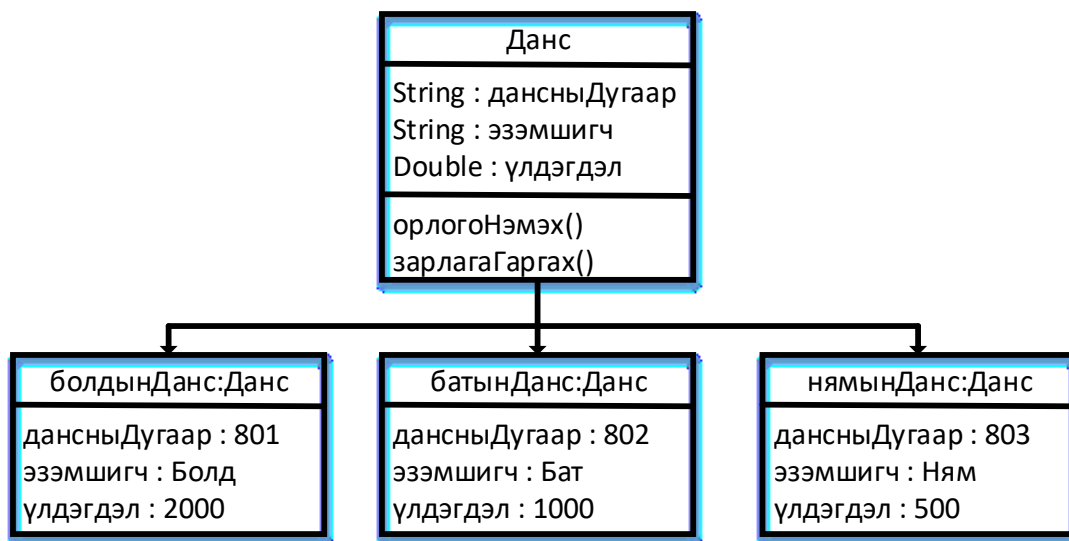 Данс
String : дансныДугаар
String : эзэмшигч
Double : үлдэгдэл
орлогоНэмэх()
зарлагаГаргах()
болдынДанс:Данс
дансныДугаар : 801
эзэмшигч : Болд
үлдэгдэл : 2000
батынДанс:Данс
дансныДугаар : 802
эзэмшигч : Бат
үлдэгдэл : 1000
нямынДанс:Данс
дансныДугаар : 803
эзэмшигч : Ням
үлдэгдэл : 500